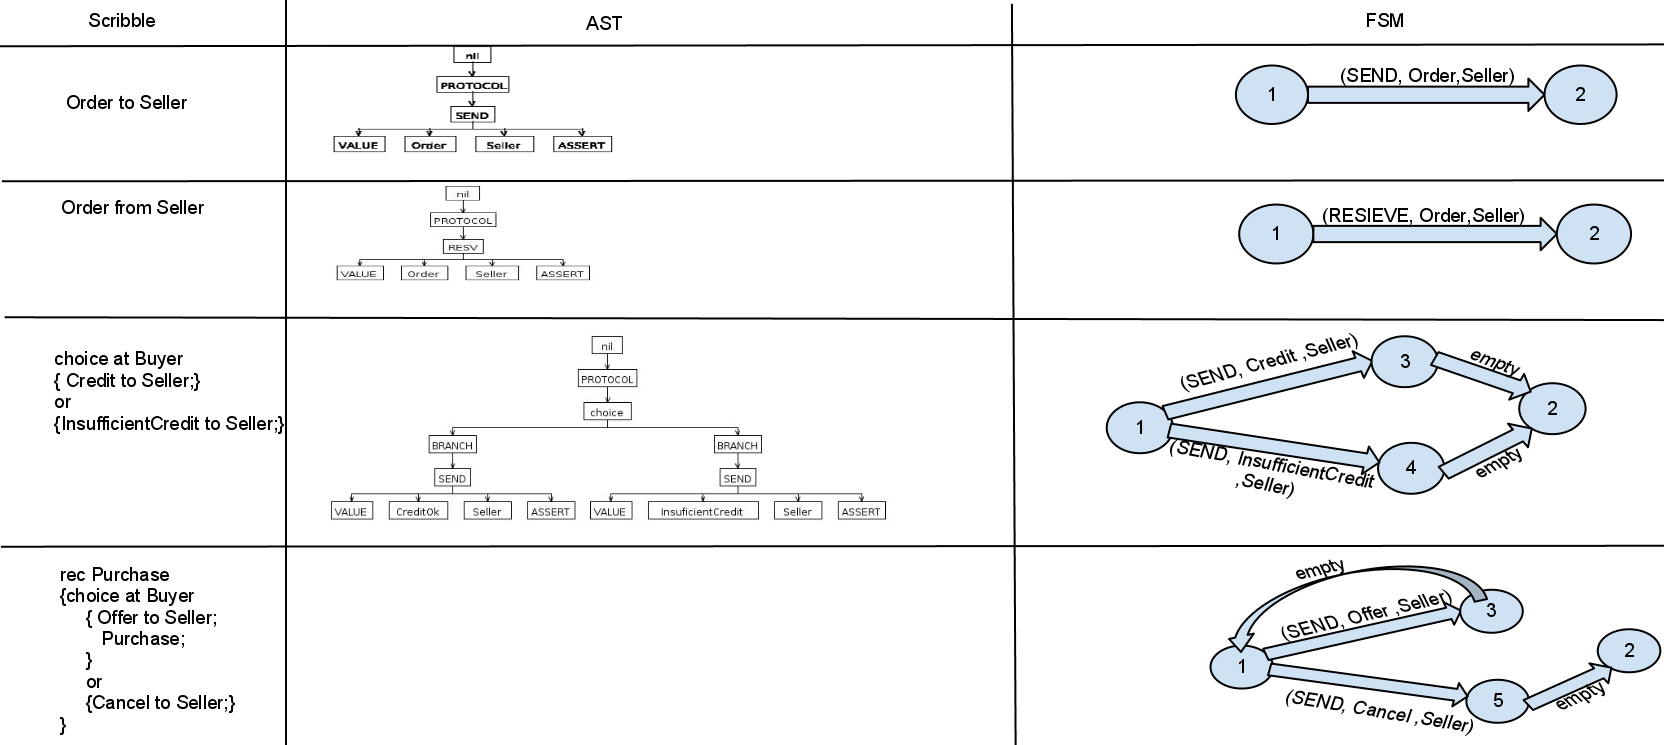 Scribble
AST
FSM
Order to Seller
nil
PROTOCOL
SEND
VALUE Order Seller ASSERT
(SEND, Order,Seller)
1 2
Order from Seller
nil
PROTOCOL
RESV
VALUE Order Seller ASSERT
(RESIEVE, Order,Seller)
1 2
choice at Buyer
{ Credit to Seller;}
or
{InsufficientCredit to Seller;}
nil
PROTOCOL
choice
BRANCH BRANCH
SEND SEND
VALUE CreditOk Seller ASSERT VALUE InsuficientCredit Seller ASSERT
(SEND, Credit ,Seller)
3
empty
1
2
(SEND, InsufficientCredit
,Seller)
4
empty
rec Purchase
{choice at Buyer
{ Offer to Seller;
Purchase;
}
or
{Cancel to Seller;}
}
empty
(SEND, Offer ,Seller)
3
1
2
(SEND, Cancel ,Seller)
5
empty